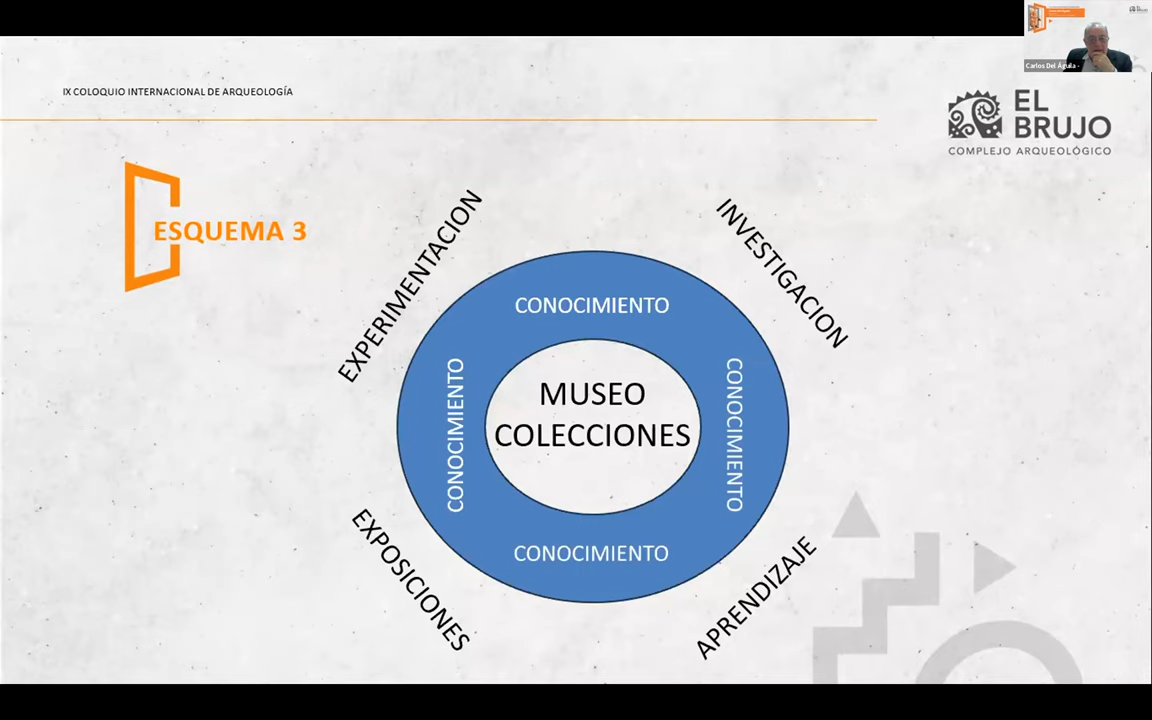 Carlos Del Águila -
IX COLOQUIO INTERNACIONAL DE ARQUEOLOGÍA
EL
BRUJO
COMPLEJO ARQUEOLÓGICO
ESQUEMA 3
EXPERIMENTACION
INVESTIGACION
CONOCIMIENTO
CONOCIMIENTO
MUSEO
COLECCIONES
CONOCIMIENTO
CONOCIMIENTO
EXPOSICIONES
APRENDIZAJE